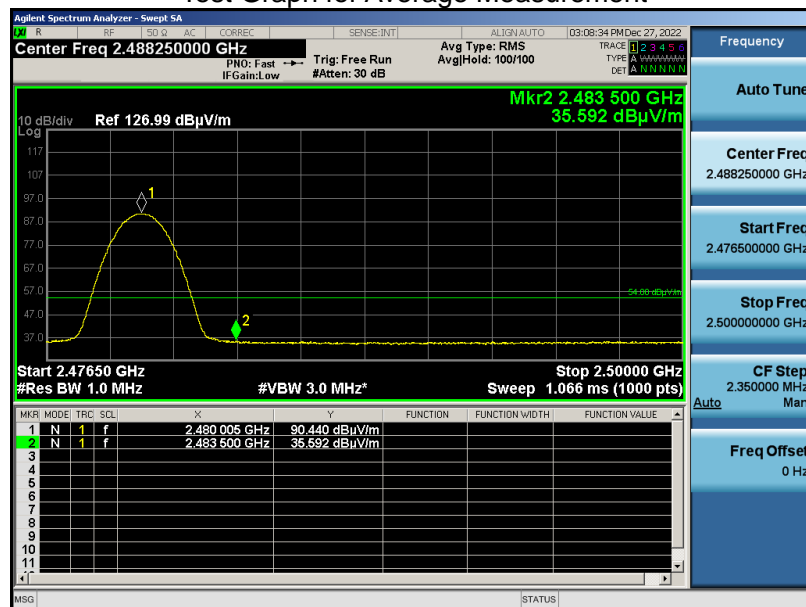 Test Graph for Average Measurement
Agilent Spectrum Analyzer - Swept SA
LXI R RF 50 Ω AC CORREC SENSE:INT ALIGN AUTO 03:08:34 PM Dec 27, 2022
Center Freq 2.488250000 GHz
PNO: Fast
IFGain:Low
Trig: Free Run
#Atten: 30 dB
Avg Type: RMS
Avg|Hold: 100/100
TRACE 1 2 3 4 5 6
TYPE A WWWWW
DET A N N N N N
Mkr2 2.483 500 GHz
35.592 dBµV/m
10 dB/div Ref 126.99 dBµV/m
Log
117
107
97.0
87.0
77.0
67.0
57.0
47.0
37.0
1
2
54.00 dBµV/m
Start 2.47650 GHz Stop 2.50000 GHz
#Res BW 1.0 MHz #VBW 3.0 MHz* Sweep 1.066 ms (1000 pts)
MKR MODE TRC SCL X Y FUNCTION FUNCTION WIDTH FUNCTION VALUE
1 N 1 f 2.480 005 GHz 90.440 dBµV/m
2 N 1 f 2.483 500 GHz 35.592 dBµV/m
3
4
5
6
7
8
9
10
11
MSG STATUS
Frequency
Auto Tune
Center Freq
2.488250000 GHz
Start Freq
2.476500000 GHz
Stop Freq
2.500000000 GHz
CF Step
2.350000 MHz
Auto Man
Freq Offset
0 Hz